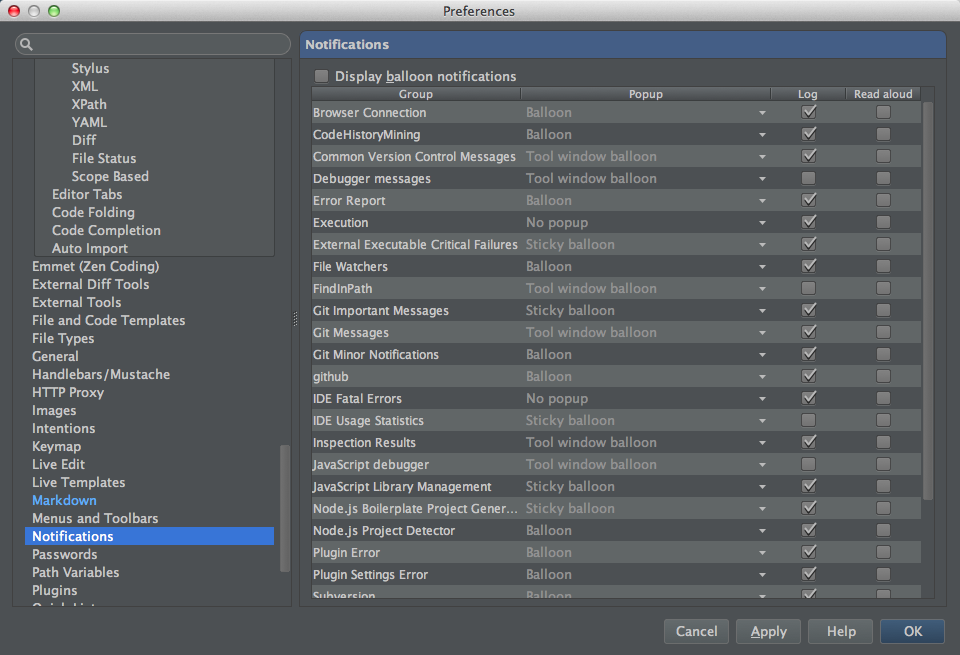 Preferences
Stylus
XML
XPath
YAML
Diff
File Status
Scope Based
Editor Tabs
Code Folding
Code Completion
Auto Import
Emmet (Zen Coding)
External Diff Tools
External Tools
File and Code Templates
File Types
General
Handlebars/Mustache
HTTP Proxy
Images
Intentions
Keymap
Live Edit
Live Templates
Markdown
Menus and Toolbars
Notifications
Passwords
Path Variables
Plugins
Notifications
Display balloon notifications
Group Popup Log Read aloud
Browser Connection Balloon
CodeHistoryMining Balloon
Common Version Control Messages Tool window balloon
Debugger messages Tool window balloon
Error Report Balloon
Execution No popup
External Executable Critical Failures Sticky balloon
File Watchers Balloon
FindInPath Tool window balloon
Git Important Messages Sticky balloon
Git Messages Tool window balloon
Git Minor Notifications Balloon
github Balloon
IDE Fatal Errors No popup
IDE Usage Statistics Sticky balloon
Inspection Results Tool window balloon
JavaScript debugger Tool window balloon
JavaScript Library Management Sticky balloon
Node.js Boilerplate Project Gener... Sticky balloon
Node.js Project Detector Balloon
Plugin Error Balloon
Plugin Settings Error Balloon
Subversion Balloon
Cancel Apply Help OK